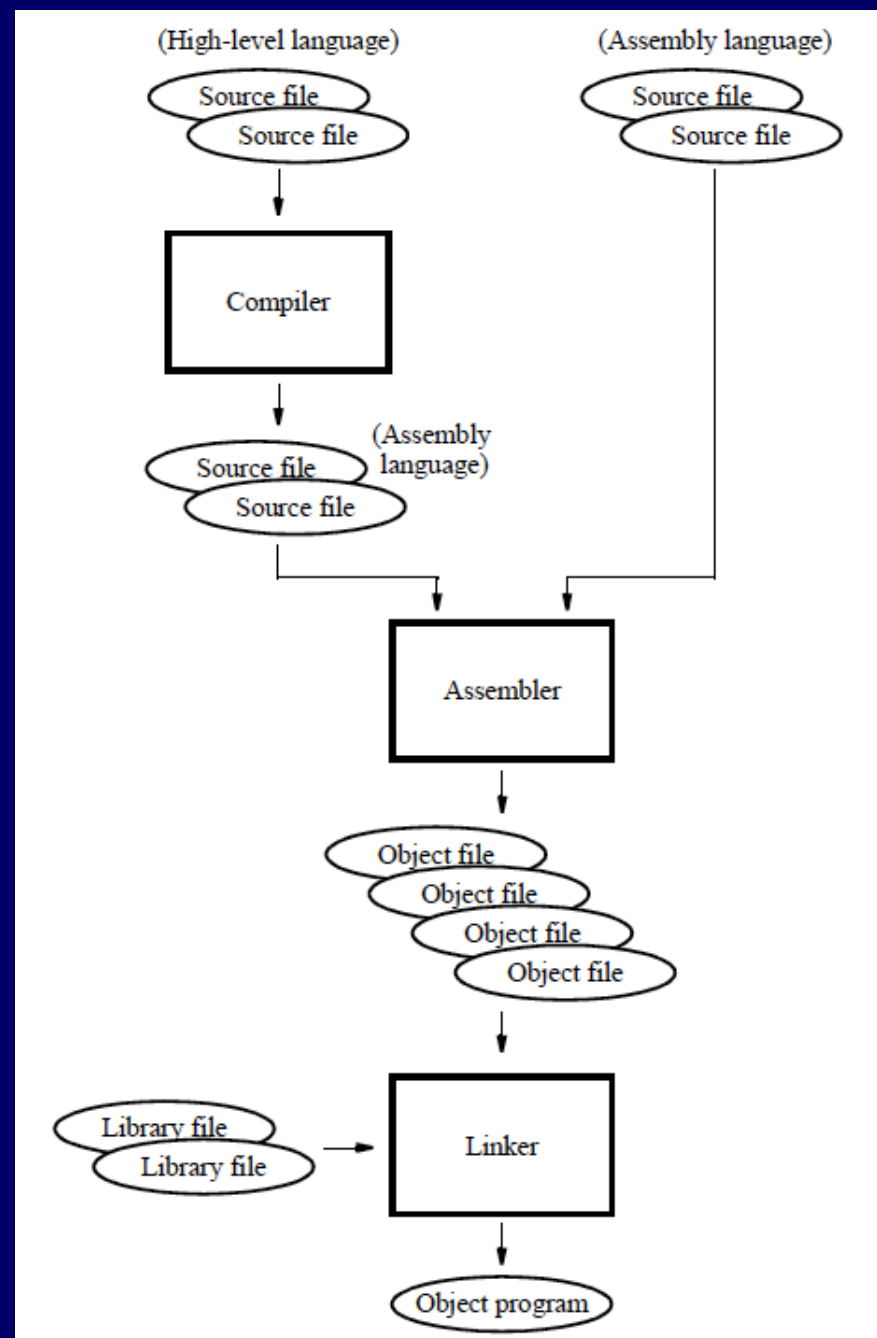 (High-level language)
(Assembly language)
Source file
Source file
Source file
Source file
Compiler
(Assembly
language)
Source file
Source file
Assembler
Object file
Object file
Object file
Object file
Library file
Library file
Linker
Object program